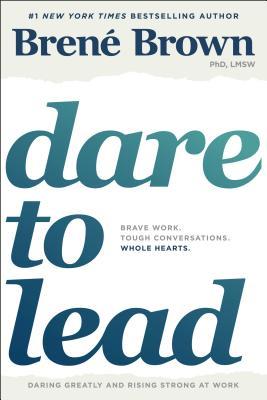 #1 NEW YORK TIMES BESTSELLING AUTHOR
Brené Brown
PhD, LMSW
dare
to
BRAVE WORK.
TOUGH CONVERSATIONS.
WHOLE HEARTS.
lead
DARING GREATLY AND RISING STRONG AT WORK